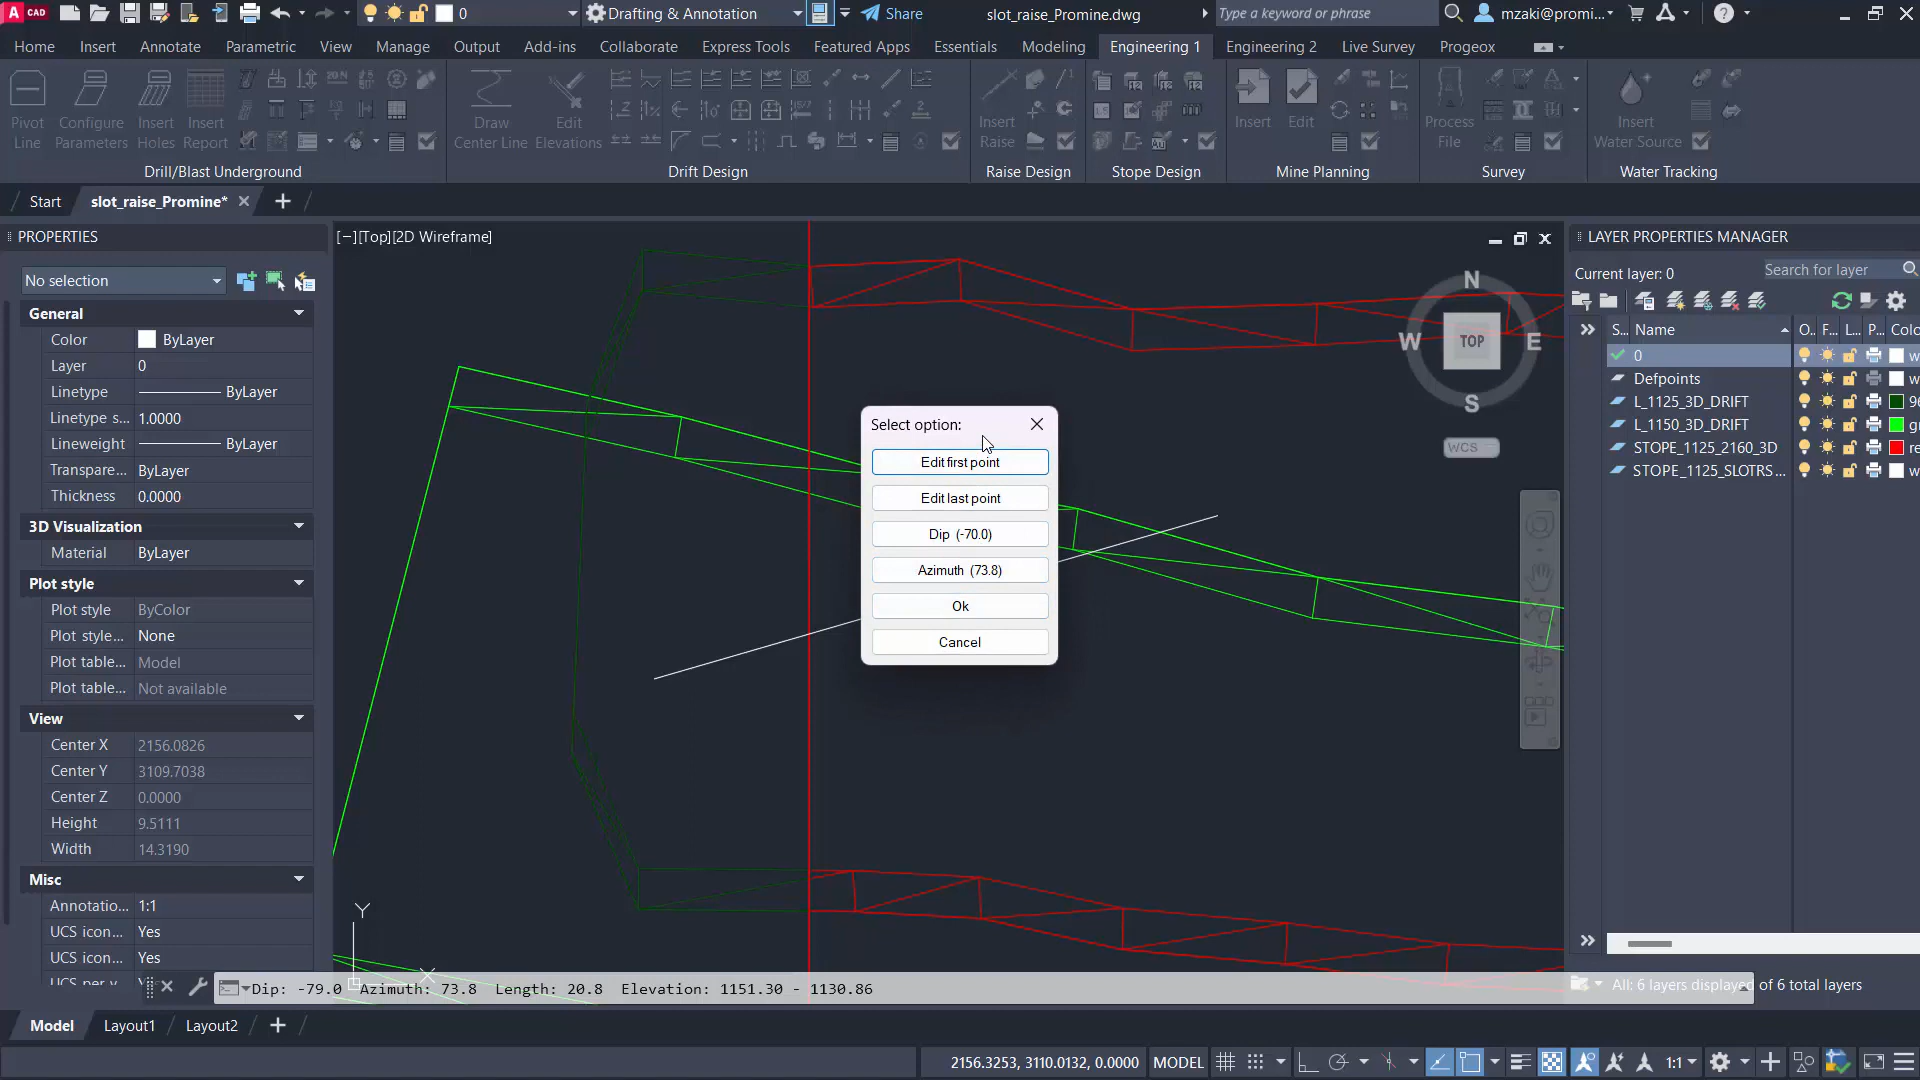 A CAD
0
Drafting & Annotation
Share
slot_raise_Promine.dwg
Type a keyword or phrase
mzaki@promi...
Home
Insert
Annotate
Parametric
View
Manage
Output
Add-ins
Collaborate
Express Tools
Featured Apps
Essentials
Modeling
Engineering 1
Engineering 2
Live Survey
Progeox
Pivot Line
Configure Parameters
Insert Holes
Insert Report
Draw Center Line
Edit Elevations
Insert Raise
Insert
Edit
Process File
Insert Water Source
Drill/Blast Underground
Drift Design
Raise Design
Stope Design
Mine Planning
Survey
Water Tracking
Start
slot_raise_Promine*
PROPERTIES
No selection
General
Color ByLayer
Layer 0
Linetype ByLayer
Linetype s... 1.0000
Lineweight ByLayer
Transpare... ByLayer
Thickness 0.0000
3D Visualization
Material ByLayer
Plot style
Plot style ByColor
Plot style... None
Plot table... Model
Plot table... Not available
View
Center X 2156.0826
Center Y 3109.7038
Center Z 0.0000
Height 9.5111
Width 14.3190
Misc
Annotatio... 1:1
UCS icon... Yes
UCS icon... Yes
[−][Top][2D Wireframe]
N
W
TOP
E
S
WCS
Select option:
Edit first point
Edit last point
Dip (-70.0)
Azimuth (73.8)
Ok
Cancel
Y
X
LAYER PROPERTIES MANAGER
Current layer: 0
Search for layer
S... Name O.. F... L... P... Colo
0 w
Defpoints w
L_1125_3D_DRIFT 96
L_1150_3D_DRIFT gr
STOPE_1125_2160_3D re
STOPE_1125_SLOTRS... w
Dip: -79.0 Azimuth: 73.8 Length: 20.8 Elevation: 1151.30 - 1130.86
All: 6 layers displayed of 6 total layers
Model
Layout1
Layout2
2156.3253, 3110.0132, 0.0000
MODEL
1:1